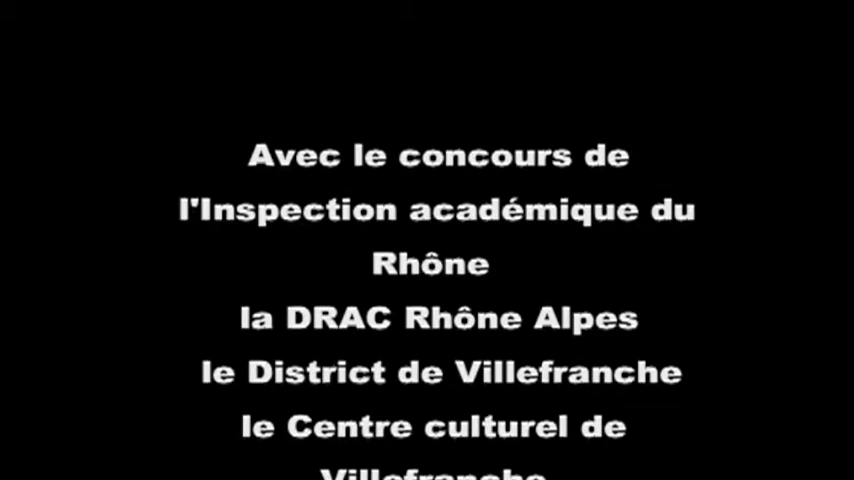 Avec le concours de
l'Inspection académique du
Rhône
la DRAC Rhône Alpes
le District de Villefranche
le Centre culturel de
Villefranche